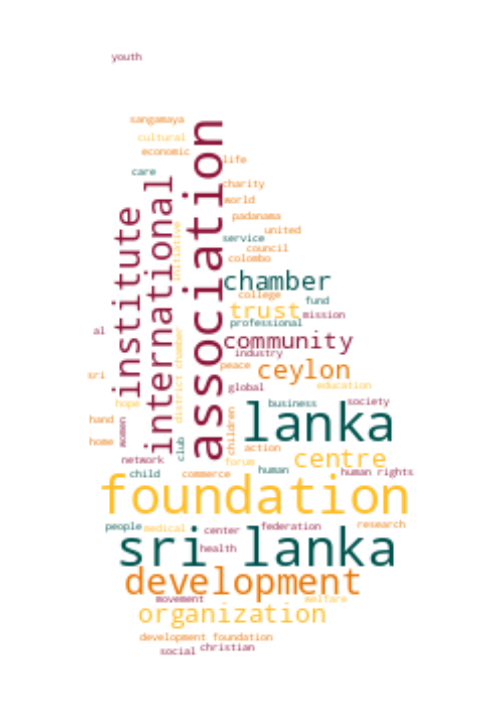 youth
sangamaya
cultural
economic
life
care
charity
world
padanama
united
service
council
colombo
association
international
institute
initiative
chamber
college
fund
trust
mission
professional
al
community
industry
district chamber
peace
ceylon
sri
global
education
hope
business
society
lanka
hand
women
children
home
club
action
network
forum
centre
child
commerce
human
human rights
foundation
people
medical
center
federation
research
sri lanka
health
development
movement
welfare
organization
development foundation
social
christian